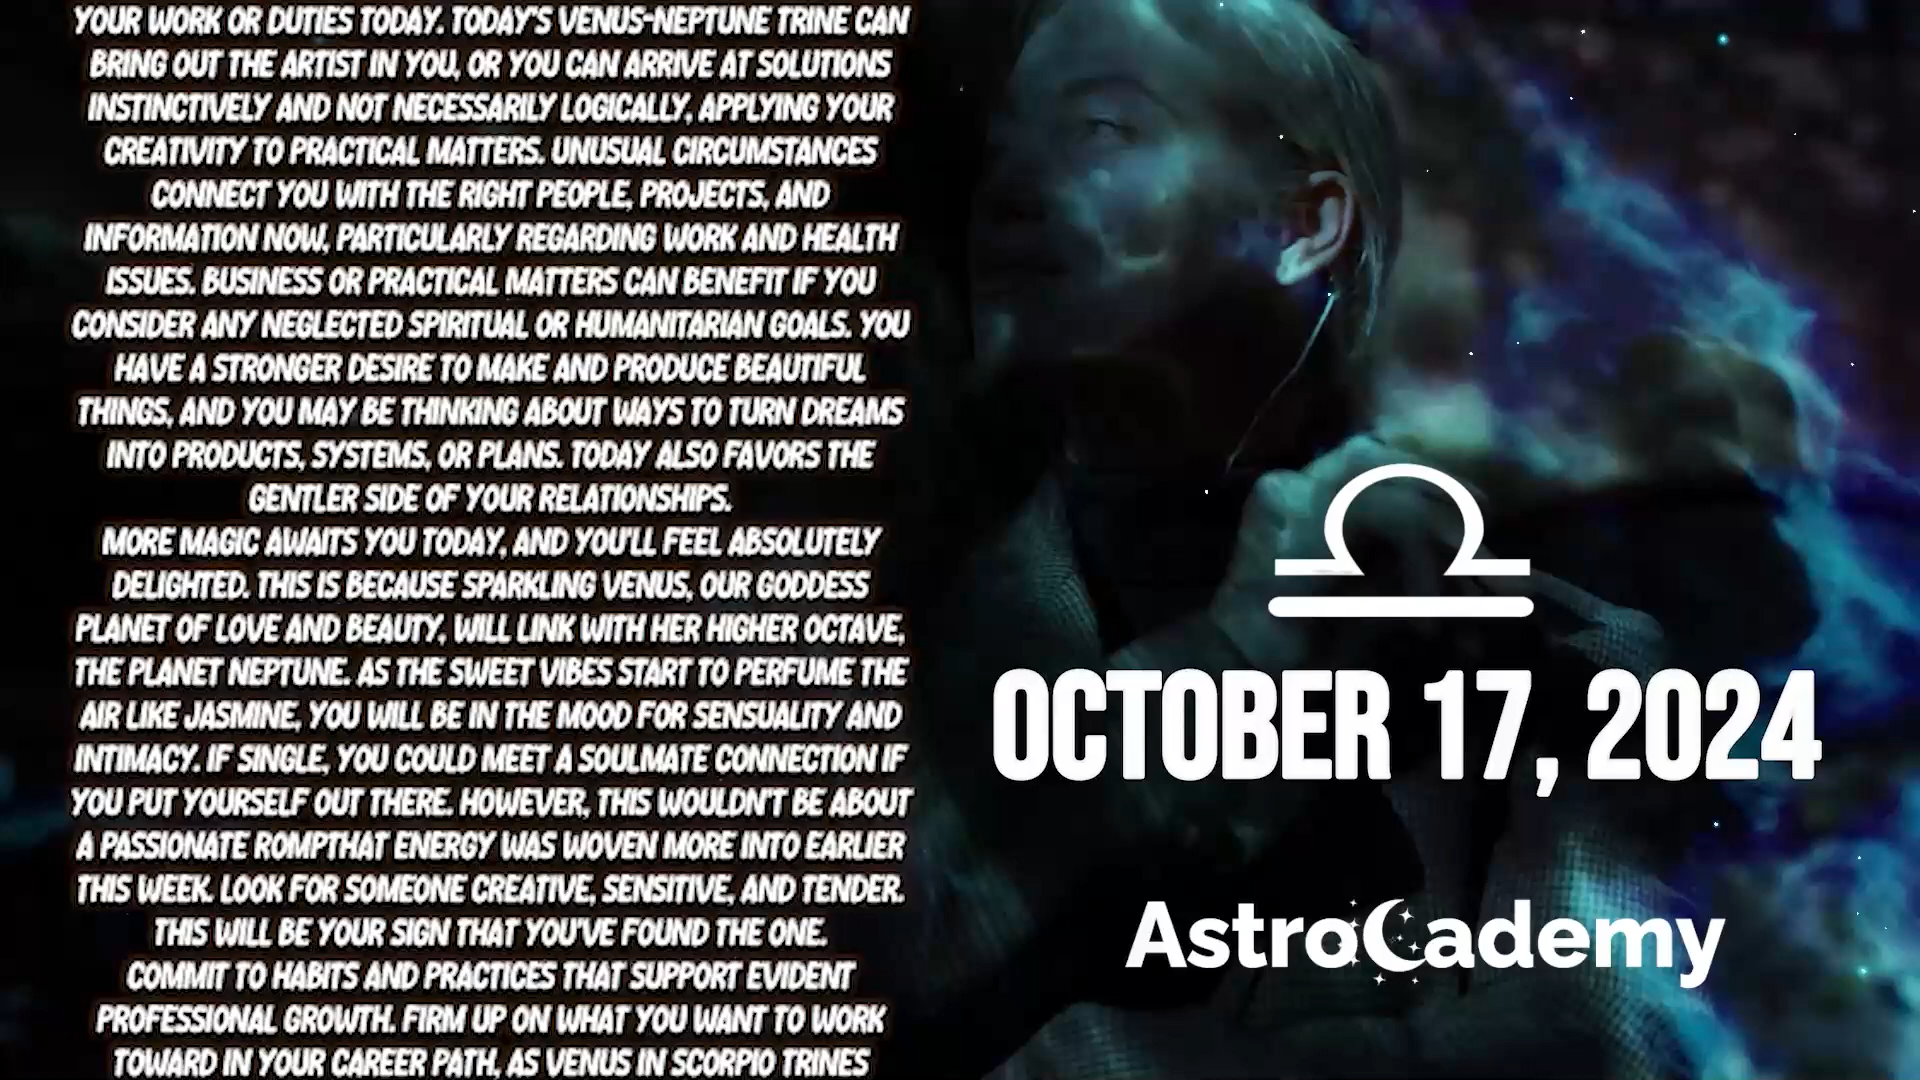 YOUR WORK OR DUTIES TODAY. TODAY'S VENUS-NEPTUNE TRINE CAN
BRING OUT THE ARTIST IN YOU, OR YOU CAN ARRIVE AT SOLUTIONS
INSTINCTIVELY AND NOT NECESSARILY LOGICALLY, APPLYING YOUR
CREATIVITY TO PRACTICAL MATTERS. UNUSUAL CIRCUMSTANCES
CONNECT YOU WITH THE RIGHT PEOPLE, PROJECTS, AND
INFORMATION NOW, PARTICULARLY REGARDING WORK AND HEALTH
ISSUES. BUSINESS OR PRACTICAL MATTERS CAN BENEFIT IF YOU
CONSIDER ANY NEGLECTED SPIRITUAL OR HUMANITARIAN GOALS. YOU
HAVE A STRONGER DESIRE TO MAKE AND PRODUCE BEAUTIFUL
THINGS, AND YOU MAY BE THINKING ABOUT WAYS TO TURN DREAMS
INTO PRODUCTS, SYSTEMS, OR PLANS. TODAY ALSO FAVORS THE
GENTLER SIDE OF YOUR RELATIONSHIPS.
MORE MAGIC AWAITS YOU TODAY, AND YOU'LL FEEL ABSOLUTELY
DELIGHTED. THIS IS BECAUSE SPARKLING VENUS, OUR GODDESS
PLANET OF LOVE AND BEAUTY, WILL LINK WITH HER HIGHER OCTAVE,
THE PLANET NEPTUNE. AS THE SWEET VIBES START TO PERFUME THE
AIR LIKE JASMINE, YOU WILL BE IN THE MOOD FOR SENSUALITY AND
INTIMACY. IF SINGLE, YOU COULD MEET A SOULMATE CONNECTION IF
YOU PUT YOURSELF OUT THERE. HOWEVER, THIS WOULDN'T BE ABOUT
A PASSIONATE ROMPTHAT ENERGY WAS WOVEN MORE INTO EARLIER
THIS WEEK. LOOK FOR SOMEONE CREATIVE, SENSITIVE, AND TENDER.
THIS WILL BE YOUR SIGN THAT YOU'VE FOUND THE ONE.
COMMIT TO HABITS AND PRACTICES THAT SUPPORT EVIDENT
PROFESSIONAL GROWTH. FIRM UP ON WHAT YOU WANT TO WORK
TOWARD IN YOUR CAREER PATH, AS VENUS IN SCORPIO TRINES
OCTOBER 17, 2024
AstroCademy